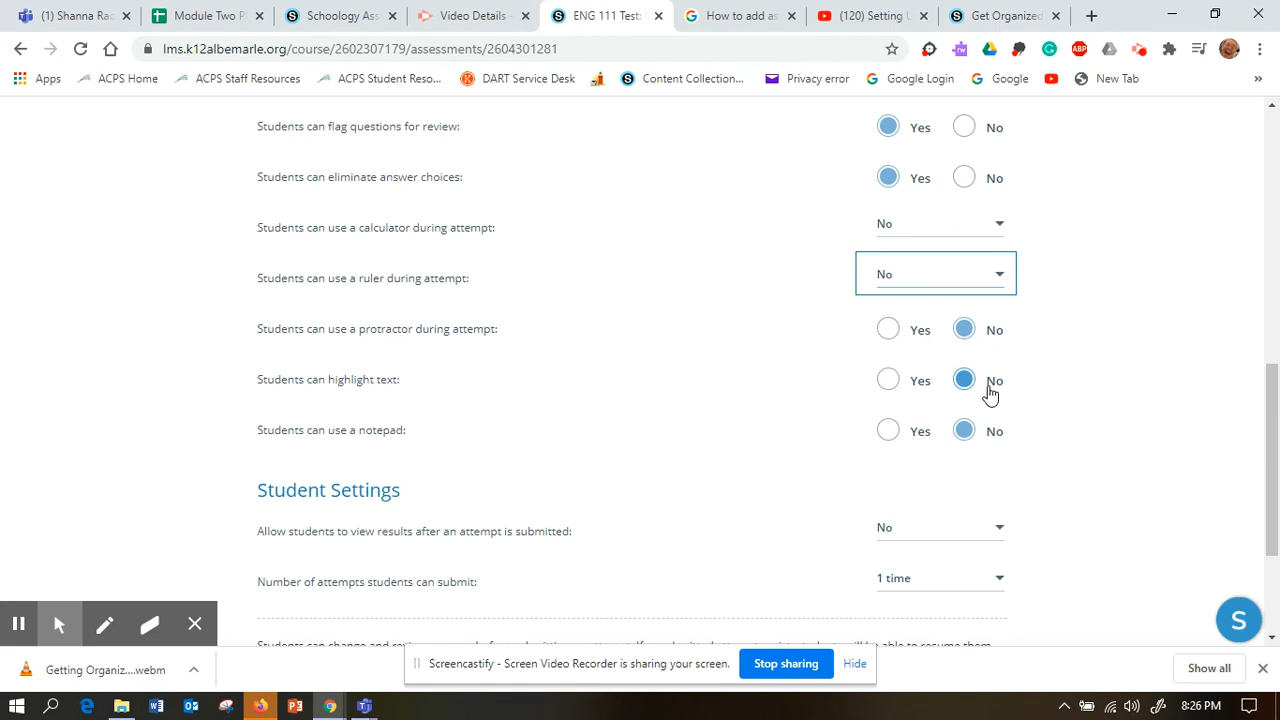 (1) Shanna Rac
Module Two P
Schoology Ass
Video Details -
ENG 111 Test:
How to add as
(120) Setting U
Get Organized
lms.k12albemarle.org/course/2602307179/assessments/2604301281
ABP
Apps
ACPS Home
ACPS Staff Resources
ACPS Student Reso...
DART Service Desk
Content Collection...
Privacy error
Google Login
Google
New Tab
Students can flag questions for review:
Yes No
Students can eliminate answer choices:
Yes No
Students can use a calculator during attempt:
No
Students can use a ruler during attempt:
No
Students can use a protractor during attempt:
Yes No
Students can highlight text:
Yes No
Students can use a notepad:
Yes No
Student Settings
Allow students to view results after an attempt is submitted:
No
Number of attempts students can submit:
1 time
S
Screencastify - Screen Video Recorder is sharing your screen.
Stop sharing
Hide
Getting Organiz....webm
Show all
8:26 PM